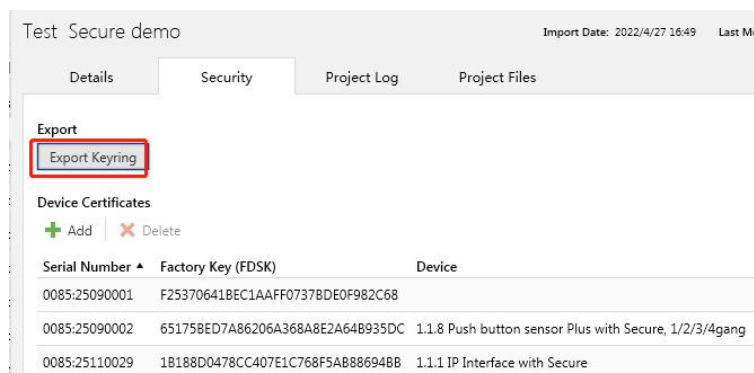 Test Secure demo Import Date: 2022/4/27 16:49 Last M
Details Security Project Log Project Files
Export
Export Keyring
Device Certificates
Add Delete
Serial Number Factory Key (FDSK) Device
0085:25090001 F25370641BEC1AAFF0737BDE0F982C68
0085:25090002 65175BED7A86206A368A8E2A64B935DC 1.1.8 Push button sensor Plus with Secure, 1/2/3/4gang
0085:25110029 1B188D0478CC407E1C768F5AB88694BB 1.1.1 IP Interface with Secure